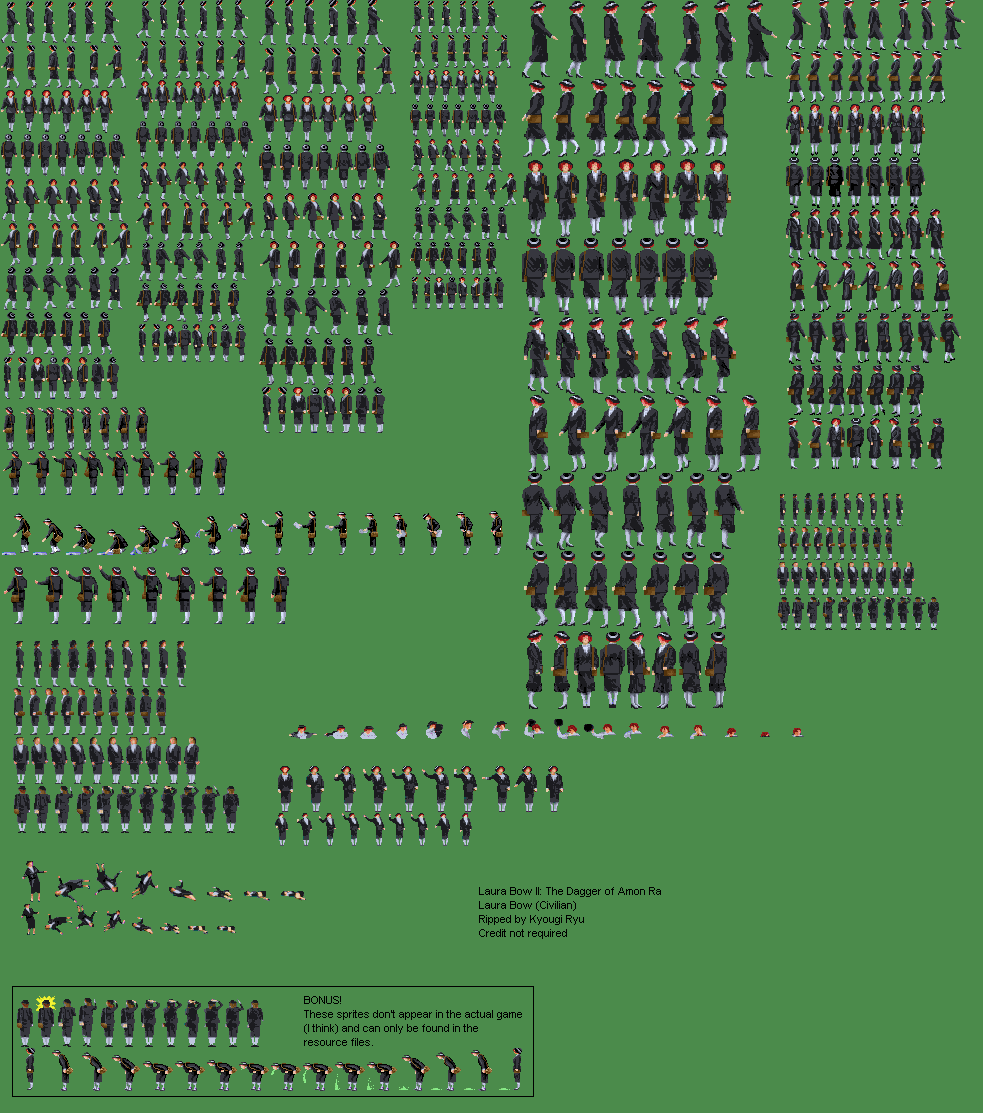 Laura Bow II: The Dagger of Amon Ra
Laura Bow (Civilian)
Ripped by Kyougi Ryu
Credit not required
BONUS!
These sprites don't appear in the actual game
(I think) and can only be found in the
resource files.